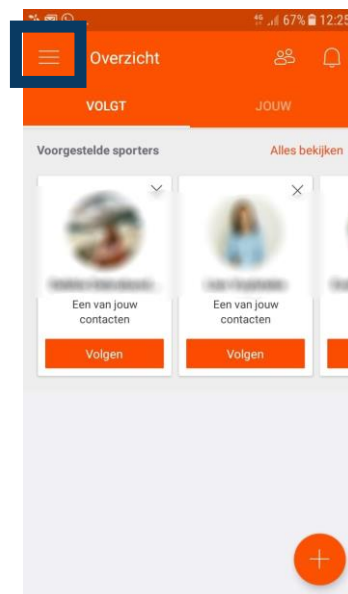 67% 12:25
Overzicht
VOLGT JOUW
Voorgestelde sporters Alles bekijken
Een van jouw
contacten
Volgen
Een van jouw
contacten
Volgen